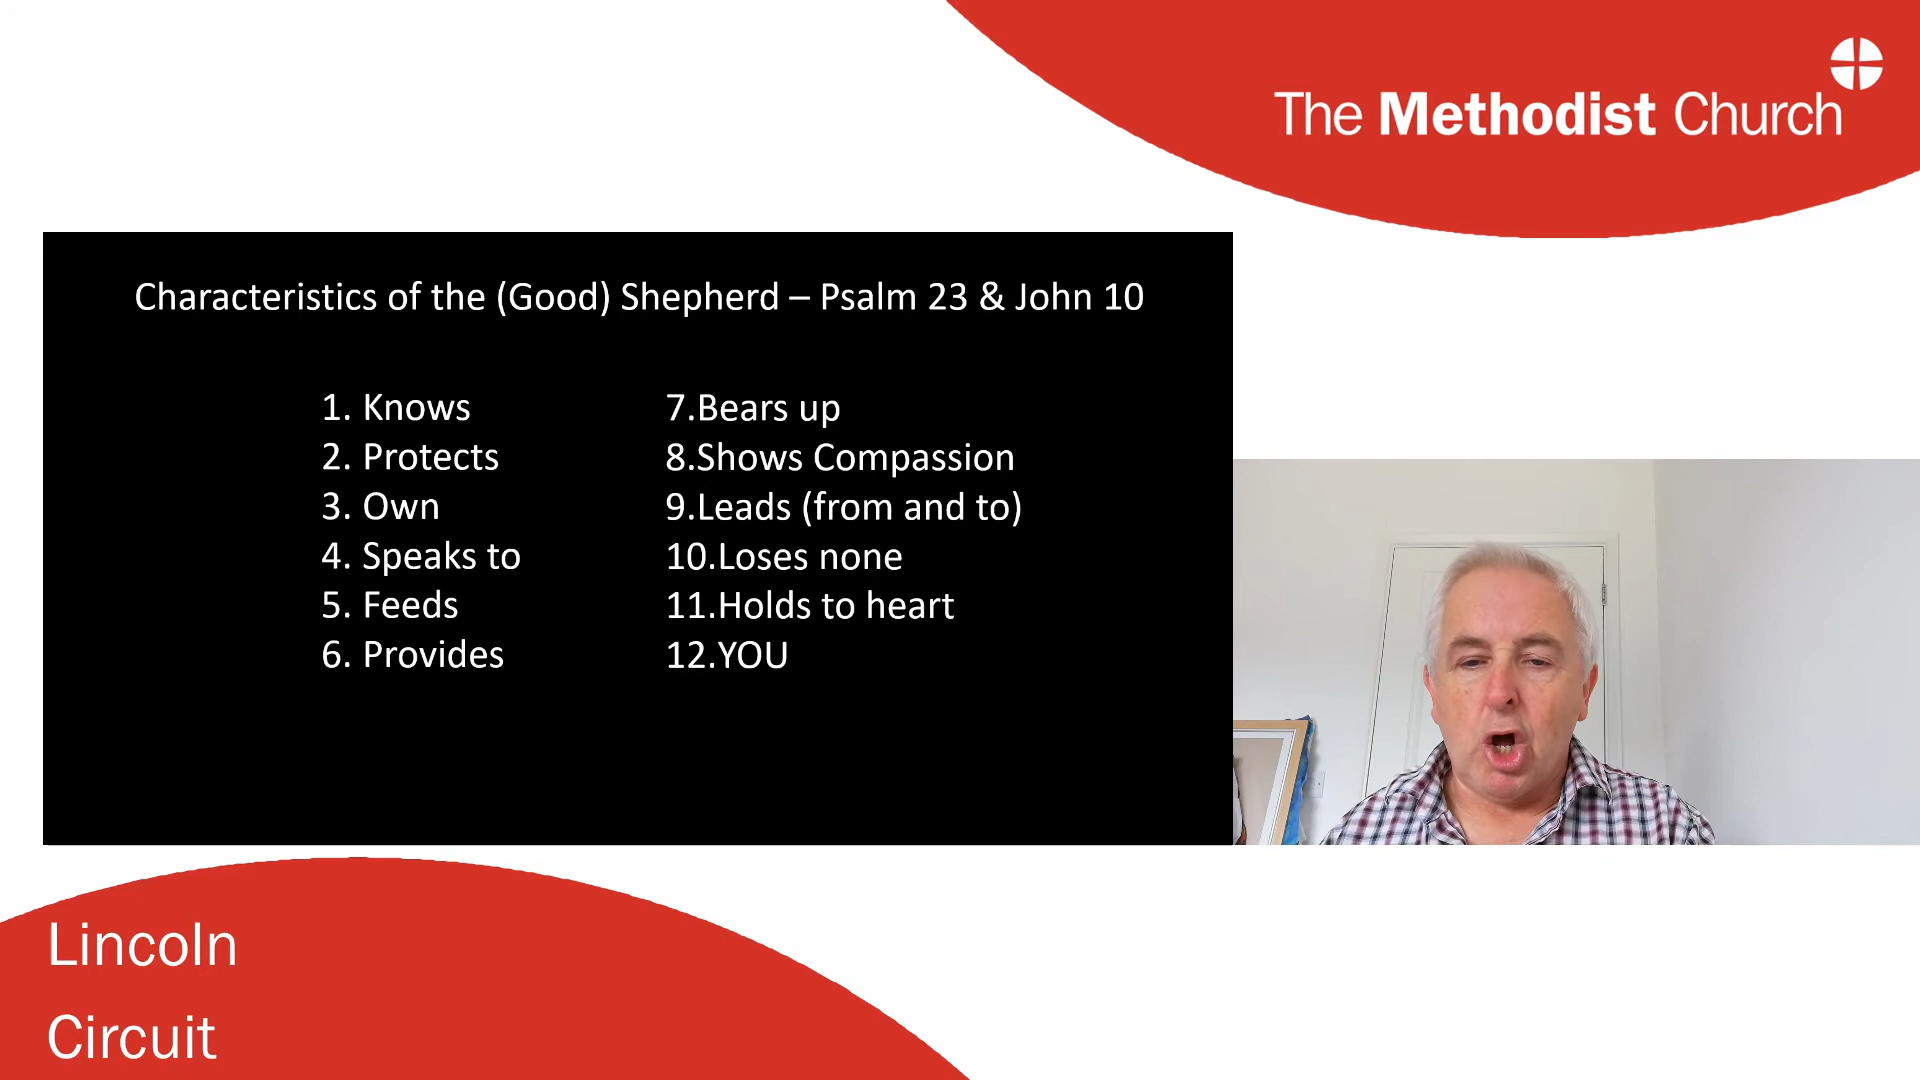 The Methodist Church
Characteristics of the (Good) Shepherd – Psalm 23 & John 10
1. Knows
2. Protects
3. Own
4. Speaks to
5. Feeds
6. Provides
7.Bears up
8.Shows Compassion
9.Leads (from and to)
10.Loses none
11.Holds to heart
12.YOU
Lincoln
Circuit